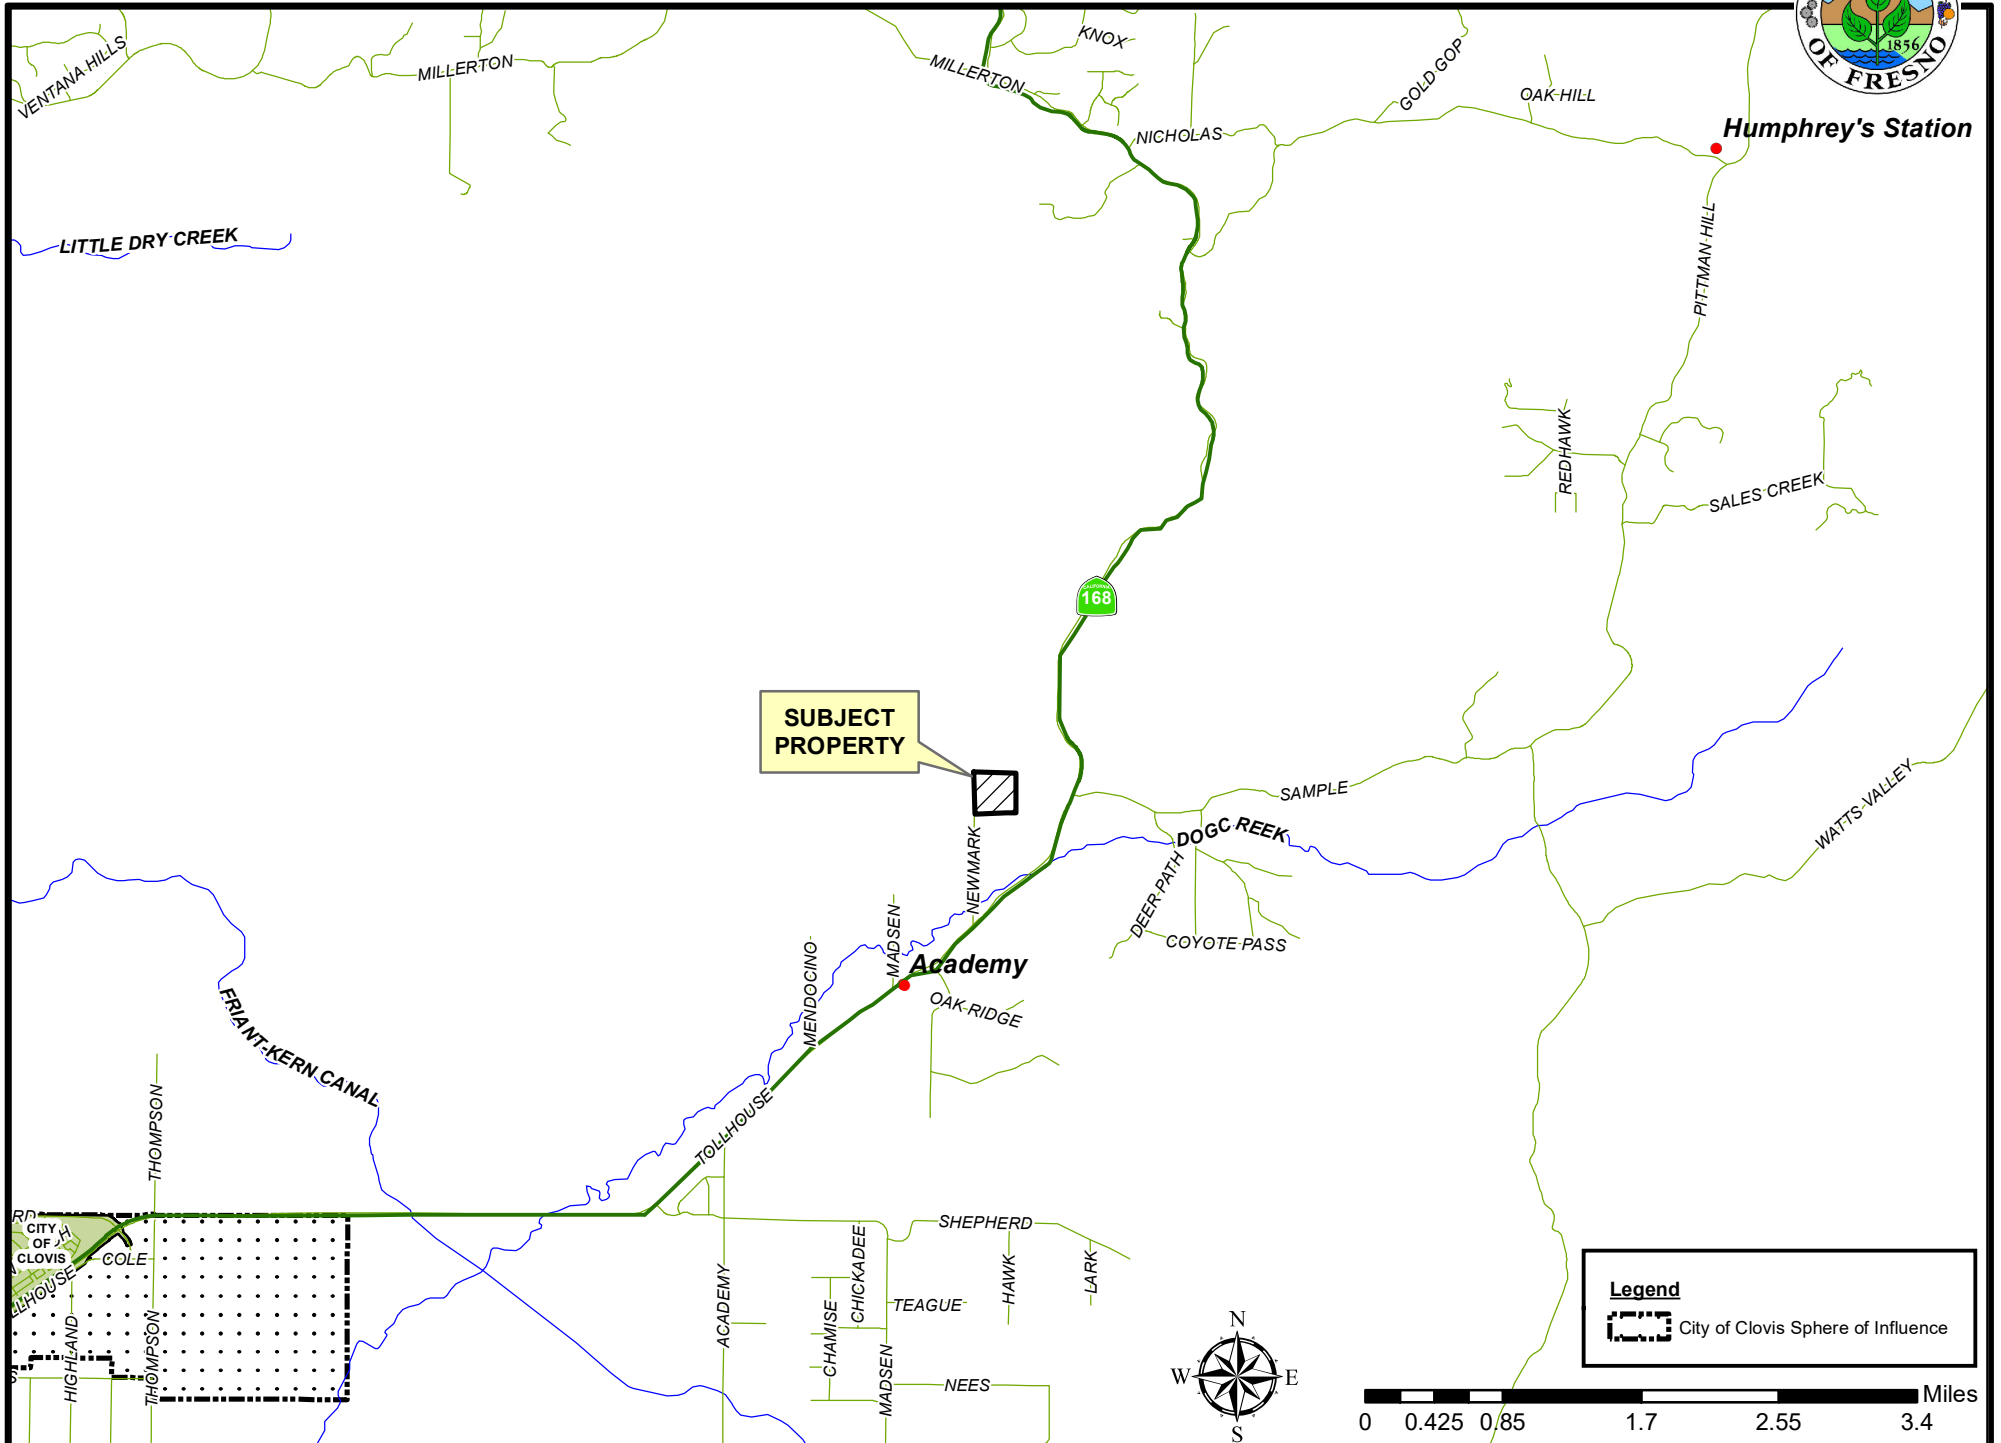 1856
OF FRESNO
KNOX
VENTANA HILLS
MILLERTON
MILLERTON
GOLD GOP
OAK HILL
NICHOLAS
Humphrey's Station
LITTLE DRY CREEK
PITTMAN HILL
REDHAWK
SALES CREEK
168
SUBJECT
PROPERTY
SAMPLE
WATTS VALLEY
DOGC REEK
NEWMARK
DEER PATH
COYOTE PASS
MADSEN
MENDOCINO
Academy
OAK RIDGE
FRIANT-KERN CANAL
THOMPSON
TOLLHOUSE
SHEPHERD
CITY
OF
CLOVIS
COLE
LLHOUSE
HIGHLAND
THOMPSON
ACADEMY
CHICKADEE
CHAMISE
TEAGUE
HAWK
LARK
MADSEN
NEES
N
W
E
S
Legend
City of Clovis Sphere of Influence
Miles
0 0.425 0.85 1.7 2.55 3.4